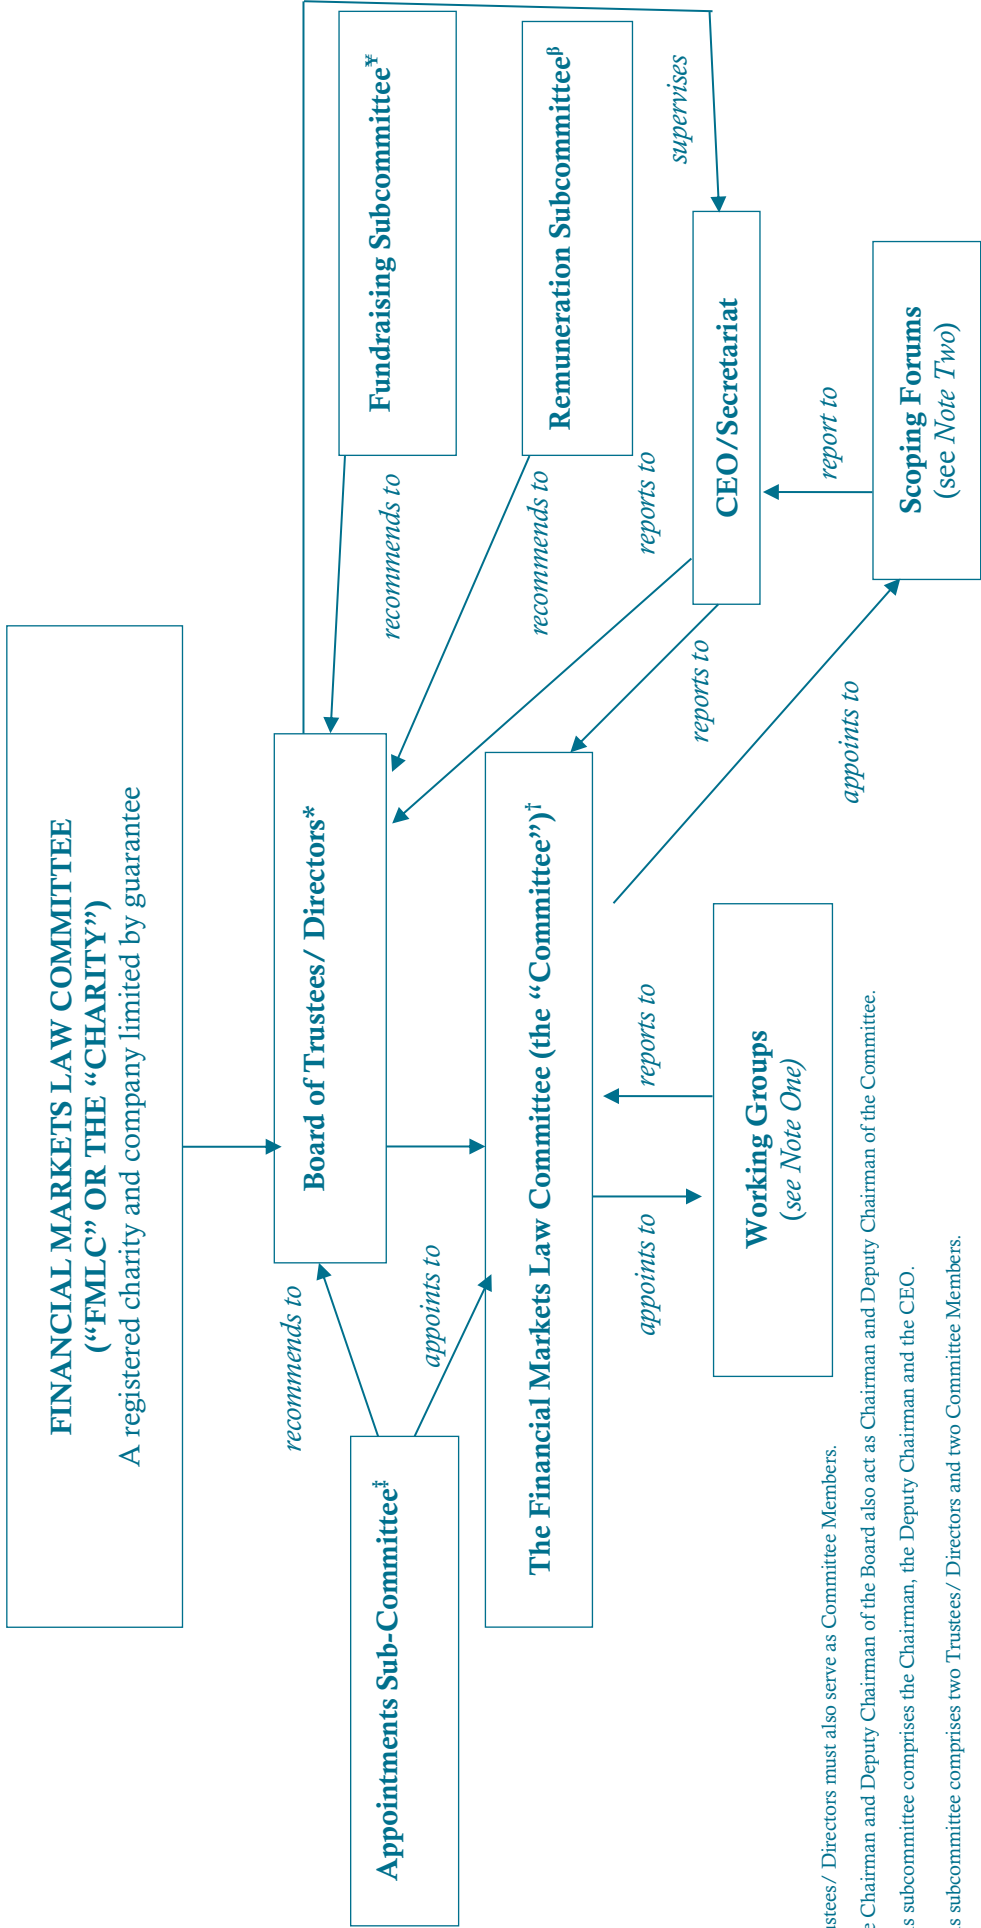 FINANCIAL MARKETS LAW COMMITTEE
(“FMLC” OR THE “CHARITY”)
A registered charity and company limited by guarantee
recommends to
Board of Trustees/ Directors*
recommends to
Fundraising Subcommittee¥
Appointments Sub-Committee‡
appoints to
recommends to
Remuneration Subcommitteeᵝ
The Financial Markets Law Committee (the “Committee”)†
reports to
supervises
appoints to
reports to
reports to
CEO/Secretariat
Working Groups
(see Note One)
appoints to
report to
Scoping Forums
(see Note Two)
Directors must also serve as Committee Members.
Chairman and Deputy Chairman of the Board also act as Chairman and Deputy Chairman of the Committee.
subcommittee comprises the Chairman, the Deputy Chairman and the CEO.
subcommittee comprises two Trustees/ Directors and two Committee Members.